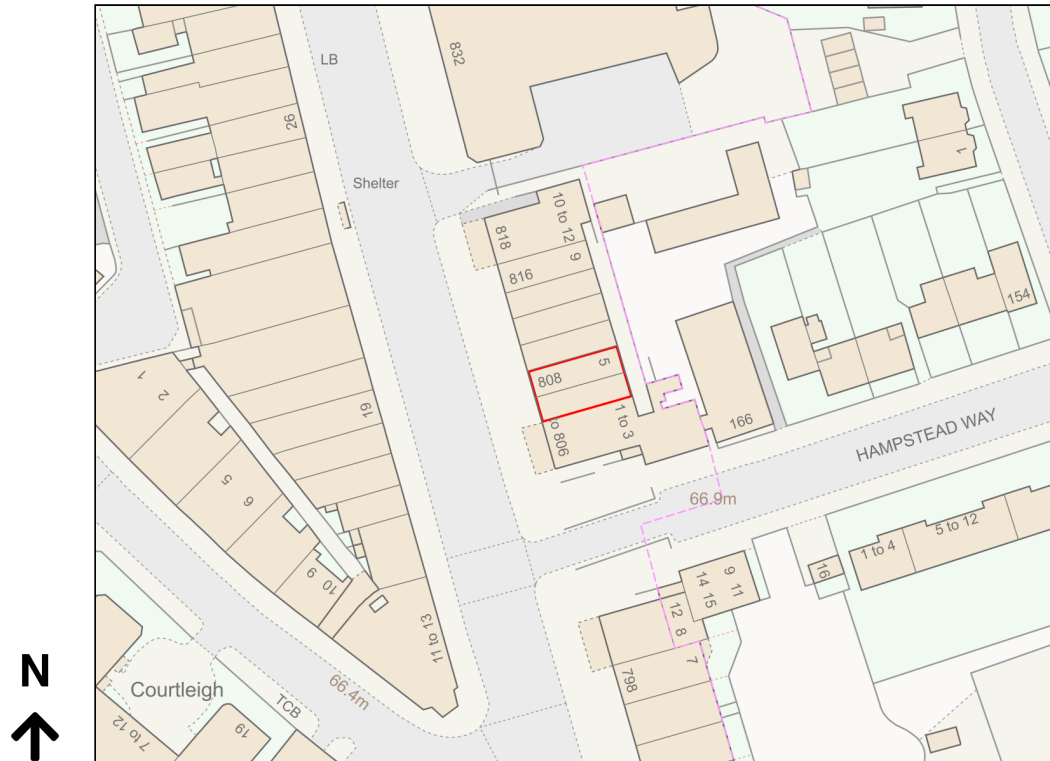 LB
832
26
Shelter
10 to 12
818
9
816
1
154
808
5
1 to 3
o 806
166
HAMPSTEAD WAY
66.9m
19
1
2
5
6
9
10
11 to 13
5 to 12
1 to 4
16
9 11
14 15
12
8
7
798
Courtleigh
66.4m
TCB
19
7 to 12
N